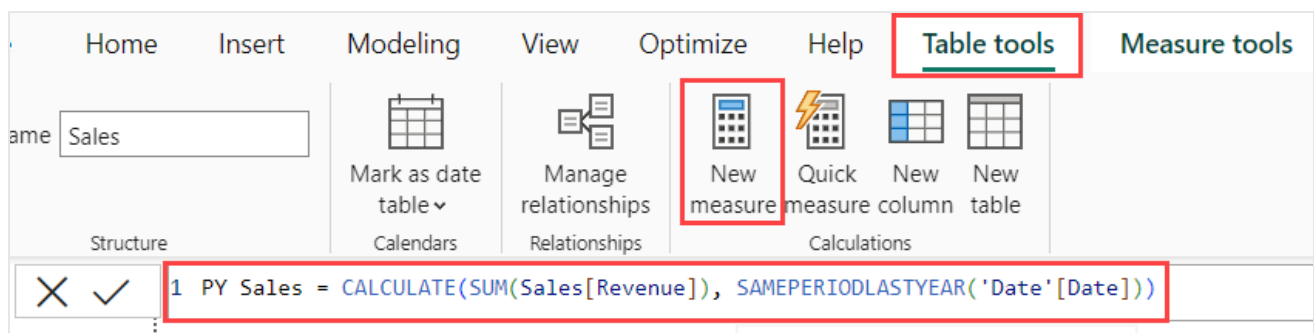 Home Insert Modeling View Optimize Help Table tools Measure tools
ame Sales
Mark as date table
Manage relationships
New measure
Quick measure
New column
New table
Structure Calendars Relationships Calculations
1 PY Sales = CALCULATE(SUM(Sales[Revenue]), SAMEPERIODLASTYEAR('Date'[Date]))